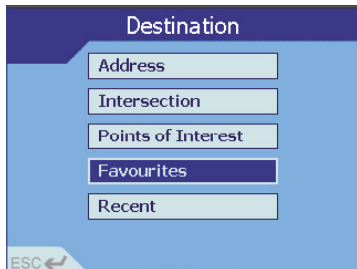 Destination
Address
Intersection
Points of Interest
Favourites
Recent
ESC